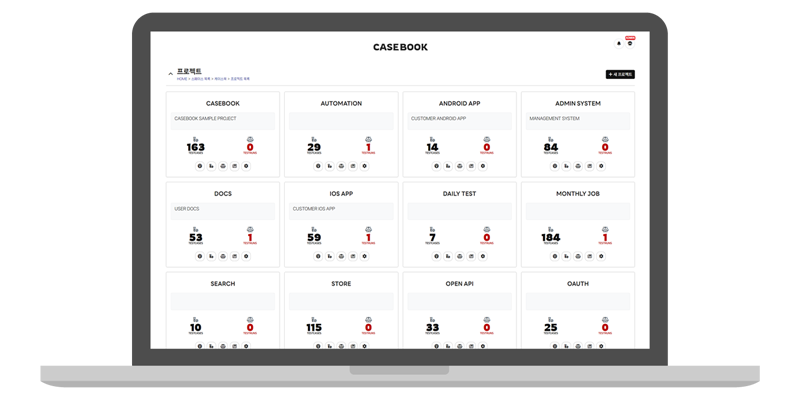 CASEBOOK
프로젝트
+ 새 프로젝트
CASEBOOK
CASEBOOK SAMPLE PROJECT
163
TESTCASES
0
TESTRUNS
AUTOMATION
29
TESTCASES
1
TESTRUNS
ANDROID APP
CUSTOMER ANDROID APP
14
TESTCASES
0
TESTRUNS
ADMIN SYSTEM
MANAGEMENT SYSTEM
84
TESTCASES
0
TESTRUNS
DOCS
USER DOCS
53
TESTCASES
1
TESTRUNS
IOS APP
CUSTOMER IOS APP
59
TESTCASES
1
TESTRUNS
DAILY TEST
7
TESTCASES
0
TESTRUNS
MONTHLY JOB
184
TESTCASES
1
TESTRUNS
SEARCH
10
TESTCASES
0
TESTRUNS
STORE
115
TESTCASES
0
TESTRUNS
OPEN API
33
TESTCASES
0
TESTRUNS
OAUTH
25
TESTCASES
0
TESTRUNS